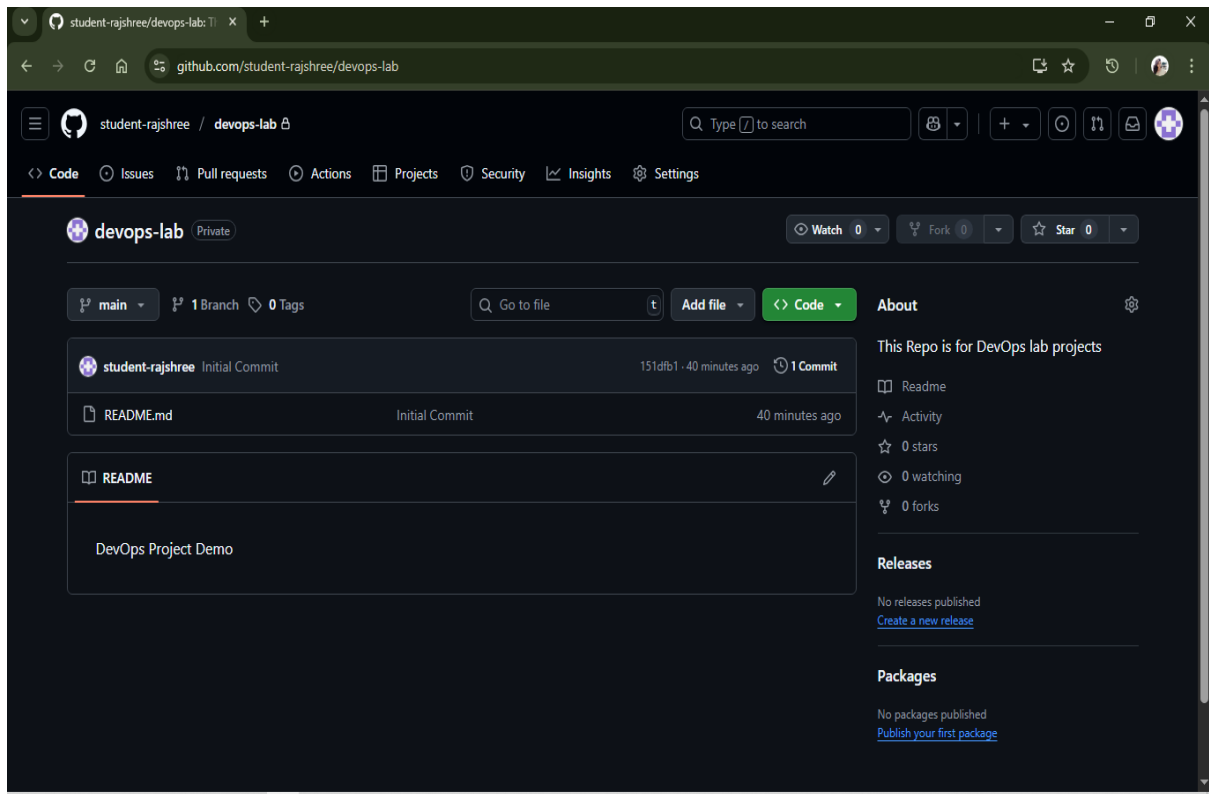 student-rajshree/devops-lab: Th
github.com/student-rajshree/devops-lab
student-rajshree / devops-lab
Type / to search
Code Issues Pull requests Actions Projects Security Insights Settings
devops-lab Private
Watch 0 Fork 0 Star 0
main 1 Branch 0 Tags
Go to file t Add file Code
student-rajshree Initial Commit 151dfb1 · 40 minutes ago 1 Commit
README.md Initial Commit 40 minutes ago
README
DevOps Project Demo
About
This Repo is for DevOps lab projects
Readme
Activity
0 stars
0 watching
0 forks
Releases
No releases published
Create a new release
Packages
No packages published
Publish your first package